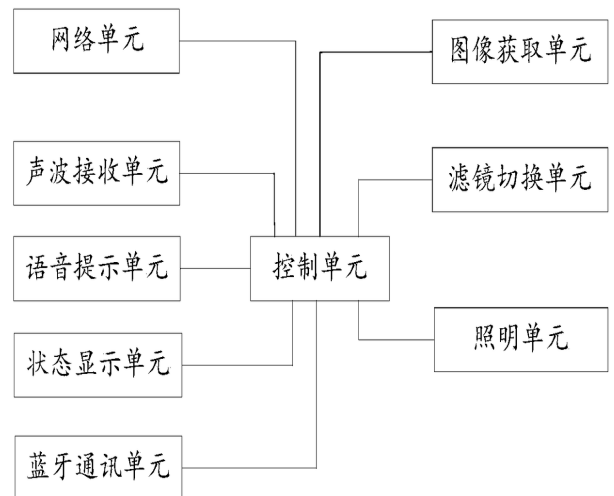 网络单元
图像获取单元
声波接收单元
滤镜切换单元
语音提示单元
控制单元
状态显示单元
照明单元
蓝牙通讯单元